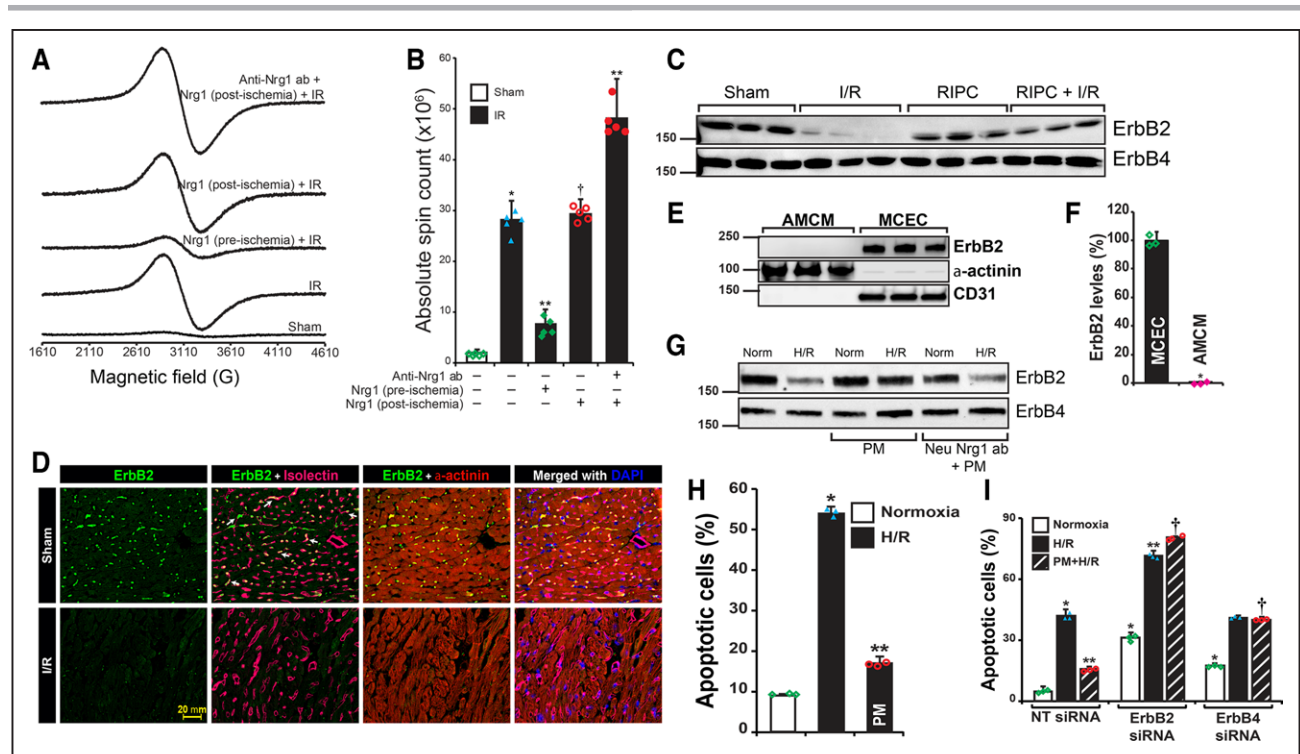 A
Anti-Nrg1 ab +
Nrg1 (post-ischemia) + IR
Nrg1 (post-ischemia) + IR
Nrg1 (pre-ischemia) + IR
IR
Sham
1610 2110 2610 3110 3610 4110 4610
Magnetic field (G)
B
Absolute spin count (x10⁶)
60
50
40
30
20
10
0
Sham
IR
*
**
†
**
Anti-Nrg1 ab – – – – +
Nrg1 (pre-ischemia) – – + – –
Nrg1 (post-ischemia) – – – + +
C
Sham I/R RIPC RIPC + I/R
150 ErbB2
150 ErbB4
D
ErbB2 ErbB2 + Isolectin ErbB2 + a-actinin Merged with DAPI
Sham
I/R
20 mm
E
AMCM MCEC
250 ErbB2
100 a-actinin
150 CD31
F
ErbB2 levles (%)
120
100
80
60
40
20
0
MCEC
AMCM
*
G
Norm H/R Norm H/R Norm H/R
150 ErbB2
150 ErbB4
PM Neu Nrg1 ab
+ PM
H
Apoptotic cells (%)
60
50
40
30
20
10
0
Normoxia
H/R
*
**
PM
I
Apoptotic cells (%)
90
60
30
0
Normoxia
H/R
PM+H/R
*
**
*
**
†
*
†
NT siRNA ErbB2 ErbB4
siRNA siRNA